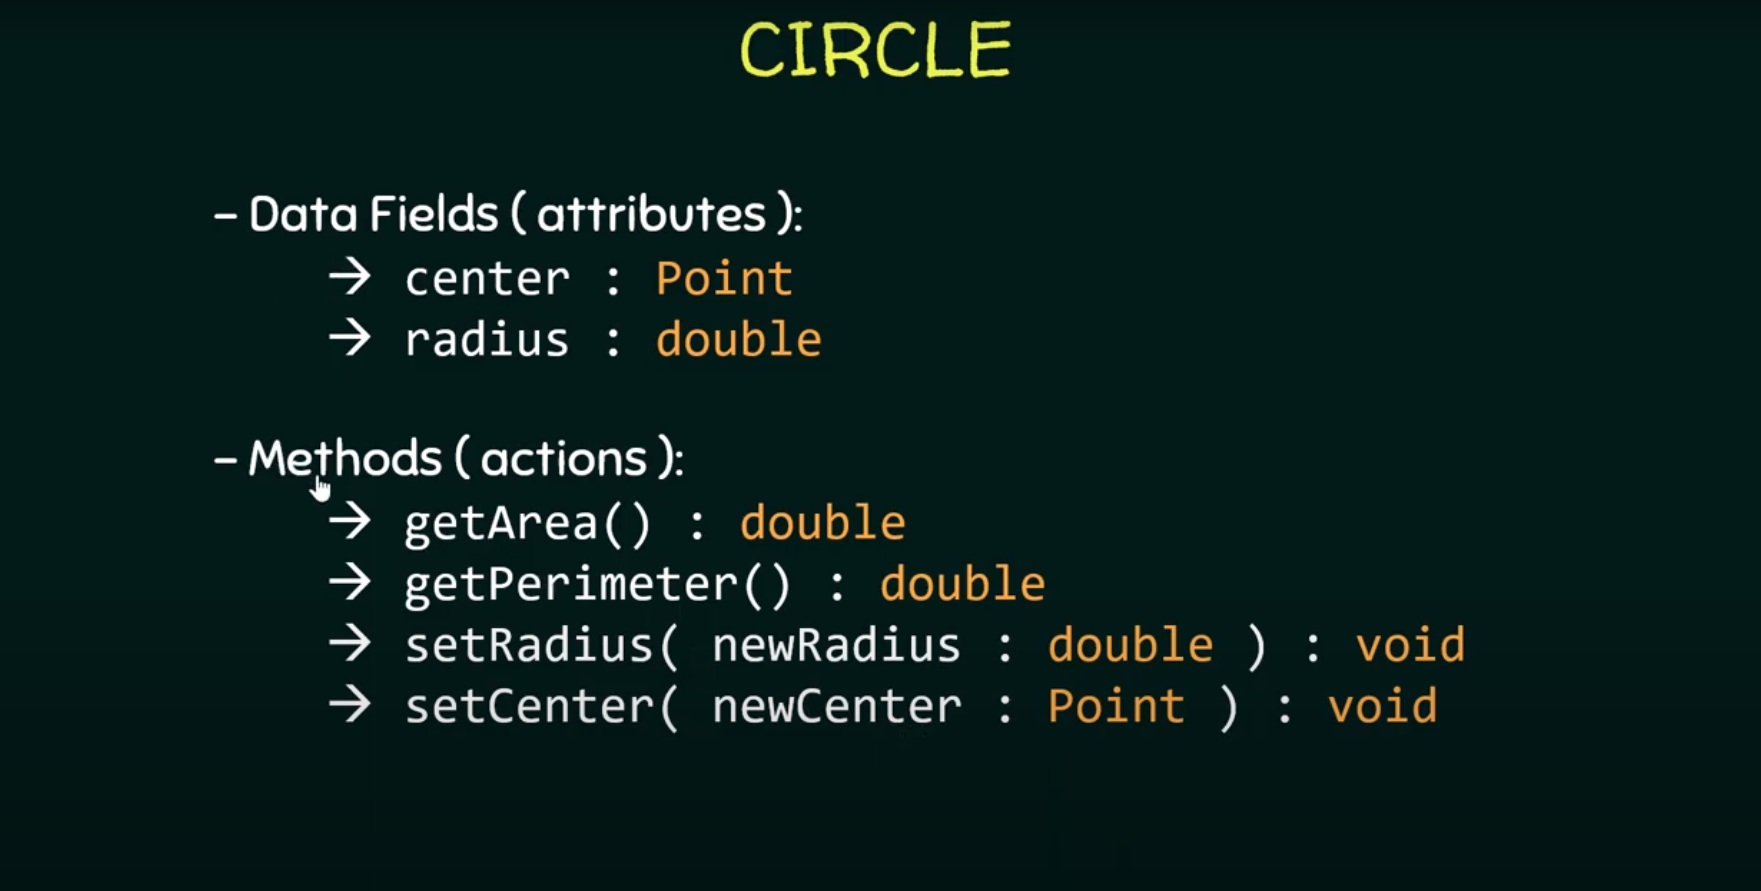 CIRCLE
- Data Fields ( attributes ):
→ center : Point
→ radius : double
- Methods ( actions ):
→ getArea() : double
→ getPerimeter() : double
→ setRadius( newRadius : double ) : void
→ setCenter( newCenter : Point ) : void